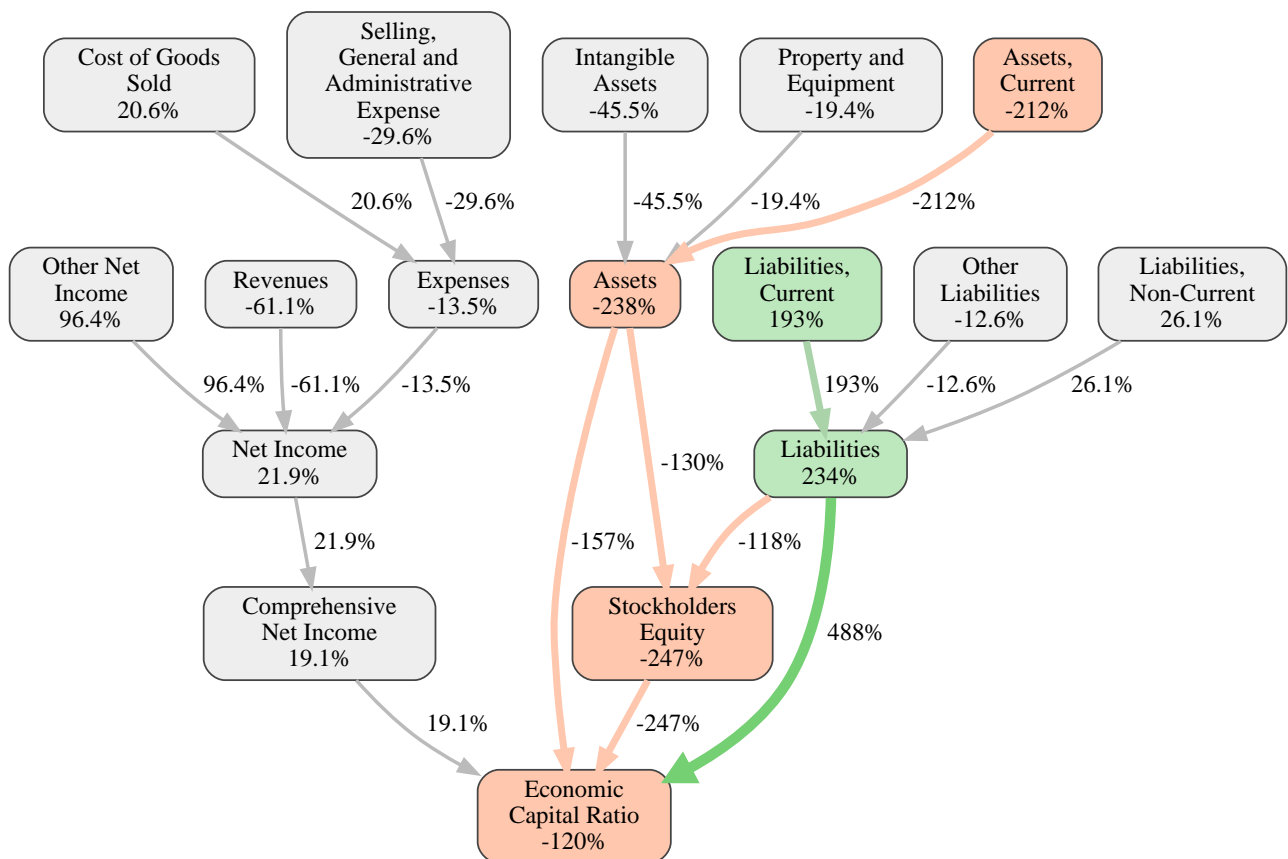 Cost of Goods
Sold
20.6%
Selling,
General and
Administrative
Expense
-29.6%
Intangible
Assets
-45.5%
Property and
Equipment
-19.4%
Assets,
Current
-212%
20.6%
-29.6%
-45.5%
-19.4%
-212%
Other Net
Income
96.4%
Revenues
-61.1%
Expenses
-13.5%
Assets
-238%
Liabilities,
Current
193%
Other
Liabilities
-12.6%
Liabilities,
Non-Current
26.1%
96.4%
-61.1%
-13.5%
193%
-12.6%
26.1%
Net Income
21.9%
-130%
Liabilities
234%
21.9%
-157%
-118%
Comprehensive
Net Income
19.1%
Stockholders
Equity
-247%
488%
19.1%
-247%
Economic
Capital Ratio
-120%